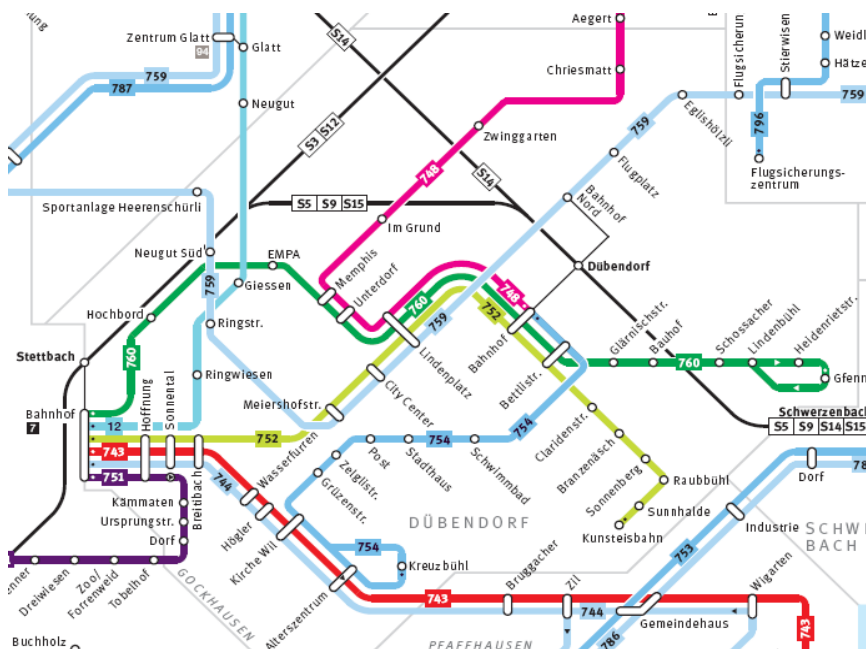 Aegert
Zentrum Glatt
94
Glatt
S14
Chriesmatt
Flugsicherung
Stierwisen
Weidl
Hätze
759
787
759
Neugut
S3 S12
Zwinggarten
759
Eglishölzli
796
Flugplatz
Flugsicherungs-
zentrum
748
S14
Sportanlage Heerenschürli
S5 S9 S15
Im Grund
Bahnhof
Nord
Neugut Süd
EMPA
Memphis
Unterdorf
Dübendorf
759
Giessen
Hochbord
760
748
752
Ringstr.
759
Glärnischstr.
Bauhof
Schossacher
Lindenbühl
Heidenrietstr.
Stettbach
760
Hoffnung
Sonnental
Ringwiesen
Lindenplatz
Bahnhof
Bettlistr.
760
Gfenn
City Center
Bahnhof
7
12
Meiershofstr.
Schwerzenbach
S5 S9 S14 S15
752
754
754
Claridenstr.
743
Wasserfurren
Zelglistr.
Post
Stadthaus
Schwimmbad
Branzenäsch
751
744
Breitibach
Grüzenstr.
Sonnenberg
Raubbühl
Dorf
78
Kämmaten
Ursprungstr.
Dorf
Högler
Kirche Wil
DÜBENDORF
Sunnhalde
Kunsteisbahn
Industrie
SCHW
BACH
754
Kreuzbühl
753
enner
Dreiwiesen
Zoo/
Forrenweid
Tobelhof
GOCKHAUSEN
Alterszentrum
Bruggacher
Zil
Wigarten
743
744
Gemeindehaus
743
786
Buchholz
PFAFFHAUSEN